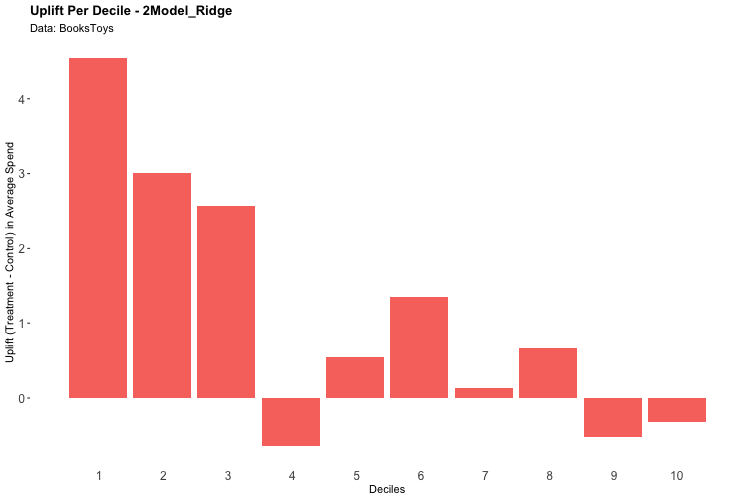 Uplift Per Decile - 2Model_Ridge
Data: BooksToys
Uplift (Treatment - Control) in Average Spend
4
3
2
1
0
1 2 3 4 5 6 7 8 9 10
Deciles